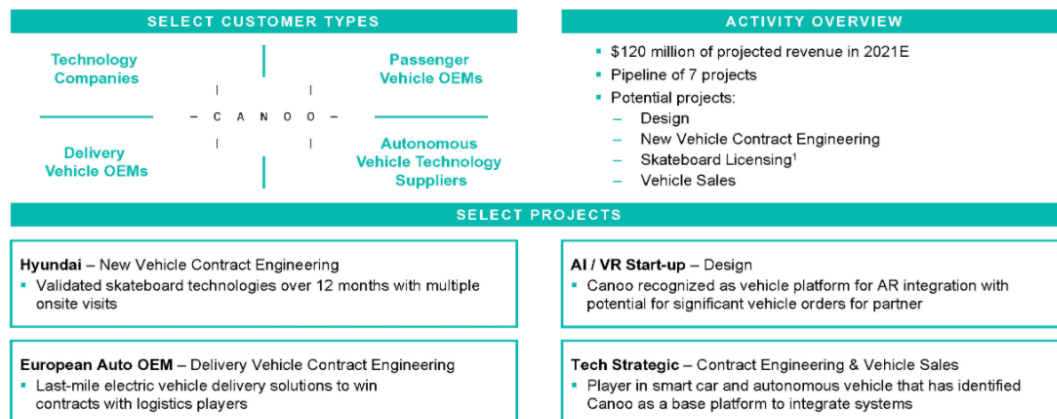 SELECT CUSTOMER TYPES
Technology
Companies
Passenger
Vehicle OEMs
– C A N O O –
Delivery
Vehicle OEMs
Autonomous
Vehicle Technology
Suppliers
ACTIVITY OVERVIEW
▪ $120 million of projected revenue in 2021E
▪ Pipeline of 7 projects
▪ Potential projects:
– Design
– New Vehicle Contract Engineering
– Skateboard Licensing¹
– Vehicle Sales
SELECT PROJECTS
Hyundai – New Vehicle Contract Engineering
▪ Validated skateboard technologies over 12 months with multiple
onsite visits
AI / VR Start-up – Design
▪ Canoo recognized as vehicle platform for AR integration with
potential for significant vehicle orders for partner
European Auto OEM – Delivery Vehicle Contract Engineering
▪ Last-mile electric vehicle delivery solutions to win
contracts with logistics players
Tech Strategic – Contract Engineering & Vehicle Sales
▪ Player in smart car and autonomous vehicle that has identified
Canoo as a base platform to integrate systems